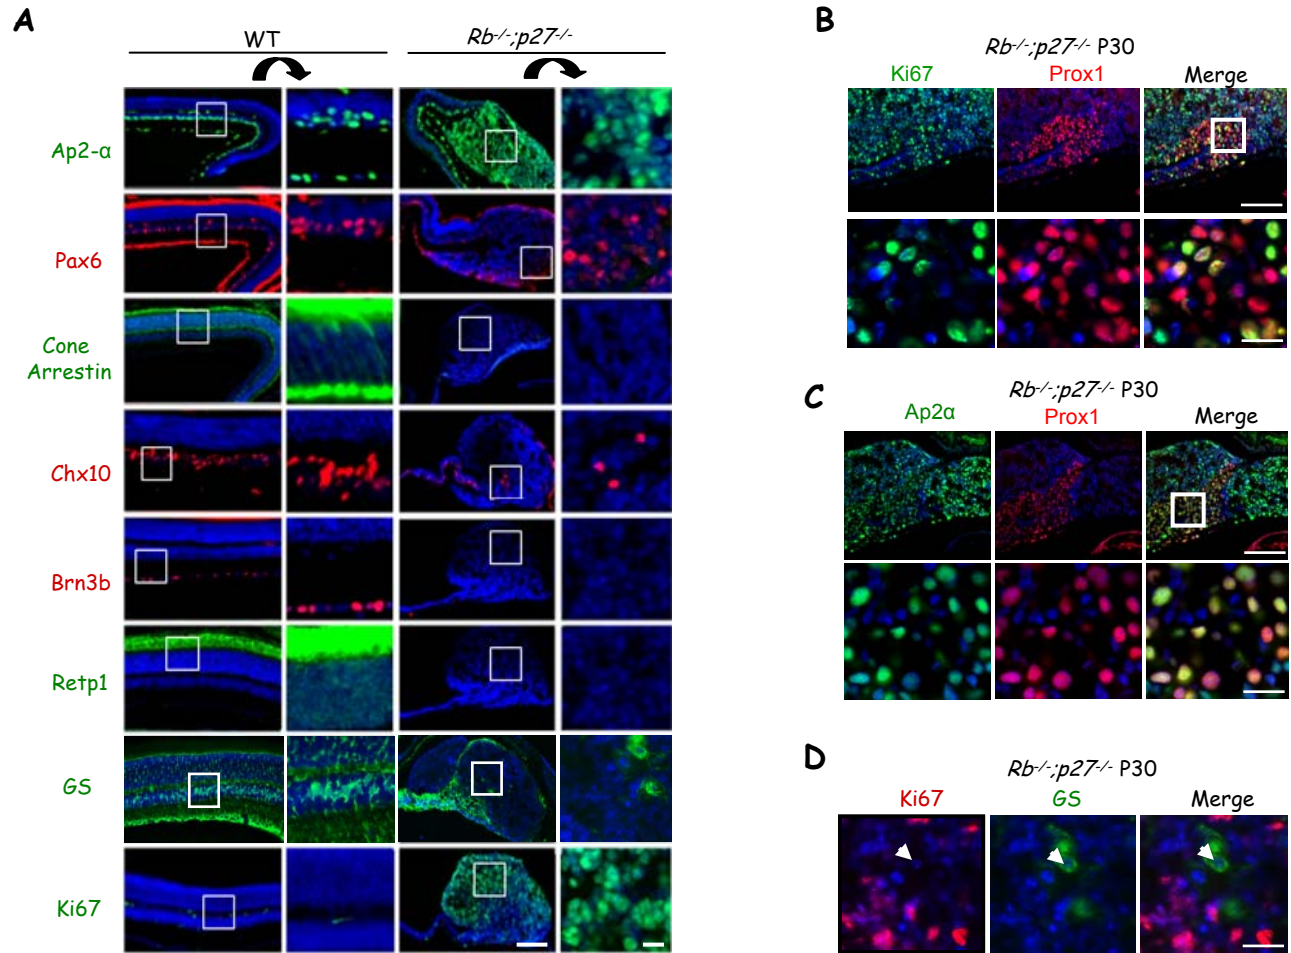 A
WT
Rb-/-;p27-/-
Ap2-α
Pax6
Cone
Arrestin
Chx10
Brn3b
Retp1
GS
Ki67
B
Rb-/-;p27-/- P30
Ki67 Prox1 Merge
C
Rb-/-;p27-/- P30
Ap2α Prox1 Merge
D
Rb-/-;p27-/- P30
Ki67 GS Merge